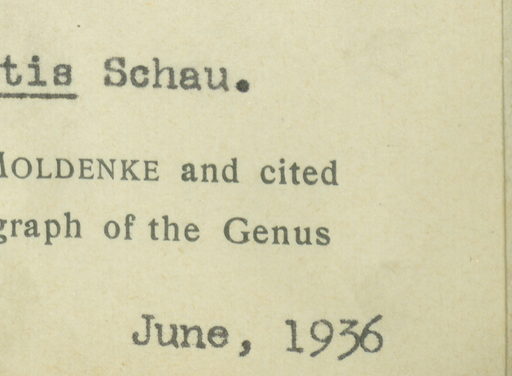 tis Schau.
MOLDENKE and cited
graph of the Genus
June, 1936